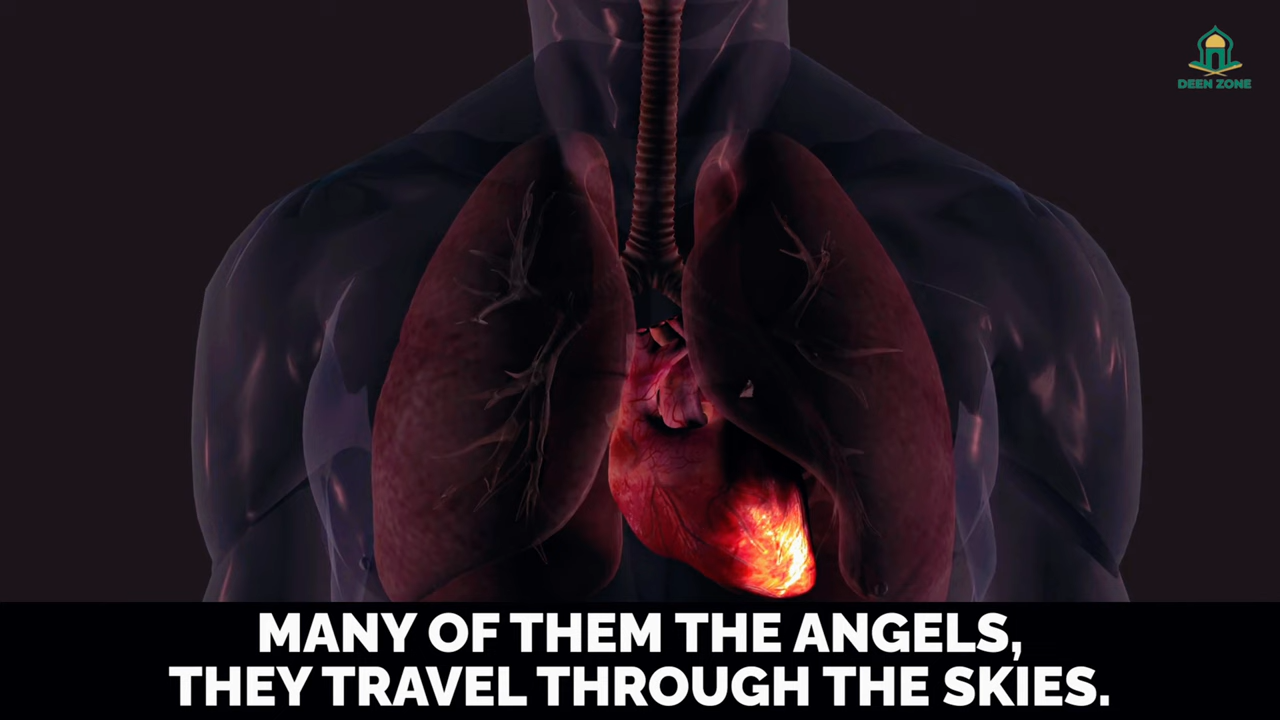 DEEN ZONE
MANY OF THEM THE ANGELS,
THEY TRAVEL THROUGH THE SKIES.